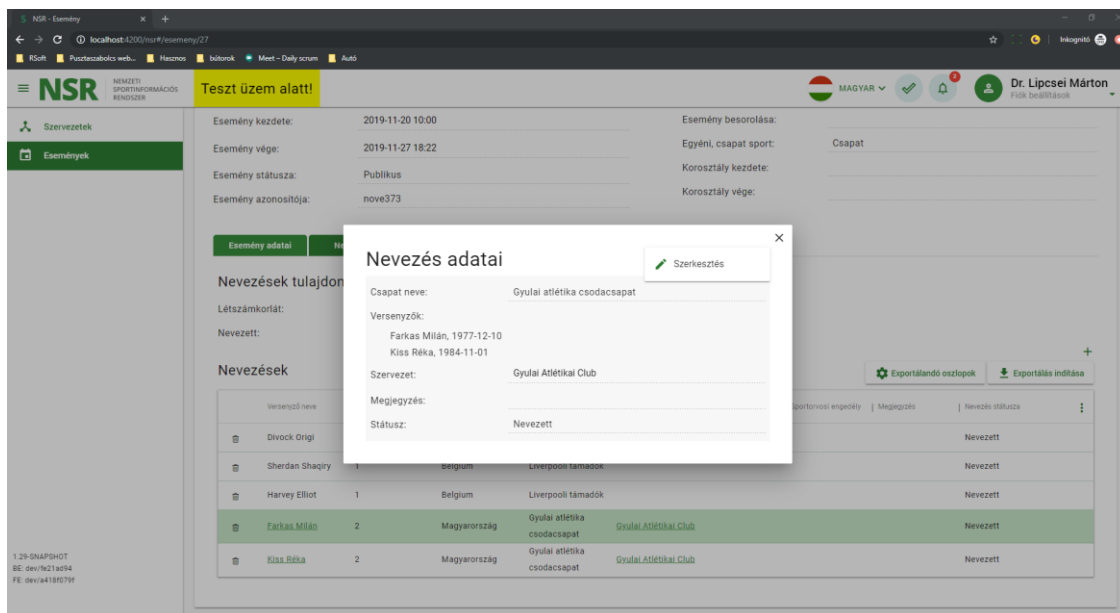 NSR - Esemény
localhost:4200/nsr#/esemeny/27
Inkognitó
RSoft Pusztaszabolcs web... Hasznos bútorok Meet – Daily scrum Autó
NSR NEMZETI SPORTINFORMÁCIÓS RENDSZER
Teszt üzem alatt!
MAGYAR
Dr. Lipcsei Márton
Fiók beállítások
Szervezetek
Események
Esemény kezdete: 2019-11-20 10:00 Esemény besorolása:
Esemény vége: 2019-11-27 18:22 Egyéni, csapat sport: Csapat
Esemény státusza: Publikus Korosztály kezdete:
Esemény azonosítója: nove373 Korosztály vége:
Esemény adatai Ne
Nevezések tulajdon
Létszámkorlát:
Nevezett:
Nevezés adatai
Szerkesztés
Csapat neve: Gyulai atlétika csodacsapat
Versenyzők:
Farkas Milán, 1977-12-10
Kiss Réka, 1984-11-01
Szervezet: Gyulai Atlétikai Club
Megjegyzés:
Státusz: Nevezett
Nevezések
Exportálandó oszlopok Exportálás indítása
Versenyző neve Sportorvosi engedély Megjegyzés Nevezés státusza
Divock Origi Nevezett
Sherdan Shaqiry 1 Belgium Liverpooli támadók Nevezett
Harvey Elliot 1 Belgium Liverpooli támadók Nevezett
Farkas Milán 2 Magyarország Gyulai atlétika csodacsapat Gyulai Atlétikai Club Nevezett
Kiss Réka 2 Magyarország Gyulai atlétika csodacsapat Gyulai Atlétikai Club Nevezett
1.29-SNAPSHOT
BE: dev/fe21ad94
FE: dev/a418f079f